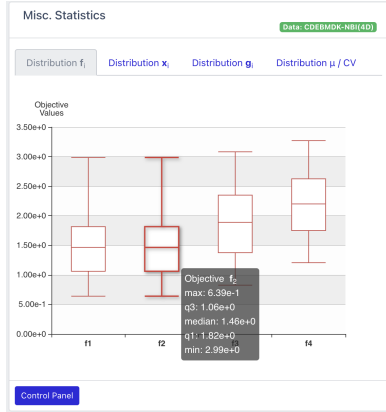 Misc. Statistics
Data: CDEBMDK-NBI(4D)
Distribution fi
Distribution xi
Distribution gi
Distribution μ / CV
Objective
Values
3.50e+0
3.00e+0
2.50e+0
2.00e+0
1.50e+0
1.00e+0
5.00e-1
0.00e+0
Objective f2
max: 6.39e-1
q3: 1.06e+0
median: 1.46e+0
q1: 1.82e+0
min: 2.99e+0
f1
f2
f3
f4
Control Panel